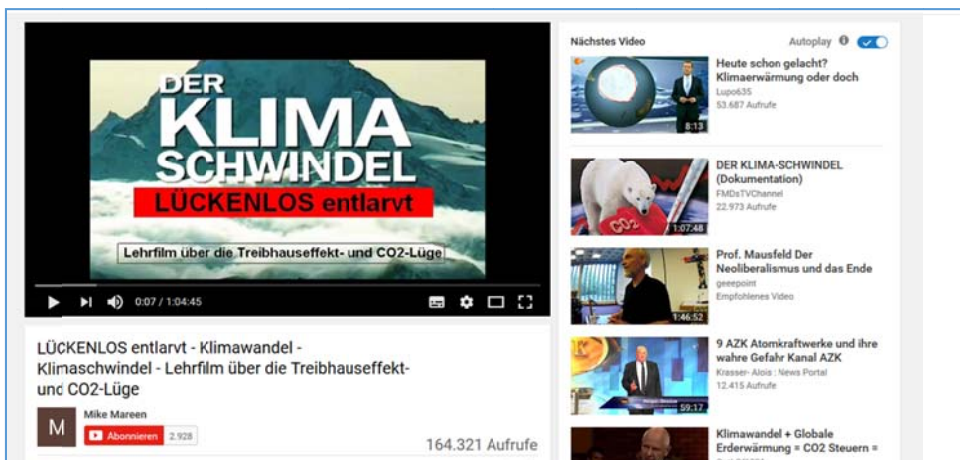 DER
KLIMA
SCHWINDEL
LÜCKENLOS entlarvt
Lehrfilm über die Treibhauseffekt- und CO2-Lüge
0:07 / 1:04:45
LÜCKENLOS entlarvt - Klimawandel -
Klimaschwindel - Lehrfilm über die Treibhauseffekt-
und CO2-Lüge
M
Mike Mareen
Abonnieren 2.928
164.321 Aufrufe
Nächstes Video
Autoplay
Heute schon gelacht?
Klimaerwärmung oder doch
Lupo635
53.687 Aufrufe
8:13
DER KLIMA-SCHWINDEL
(Dokumentation)
FMDsTVChannel
22.973 Aufrufe
CO2
1:07:48
Prof. Mausfeld Der
Neoliberalismus und das Ende
geeepoint
Empfohlenes Video
1:46:52
9 AZK Atomkraftwerke und ihre
wahre Gefahr Kanal AZK
Krasser- Alois : News Portal
12.415 Aufrufe
59:17
Klimawandel + Globale
Erderwärmung = CO2 Steuern =